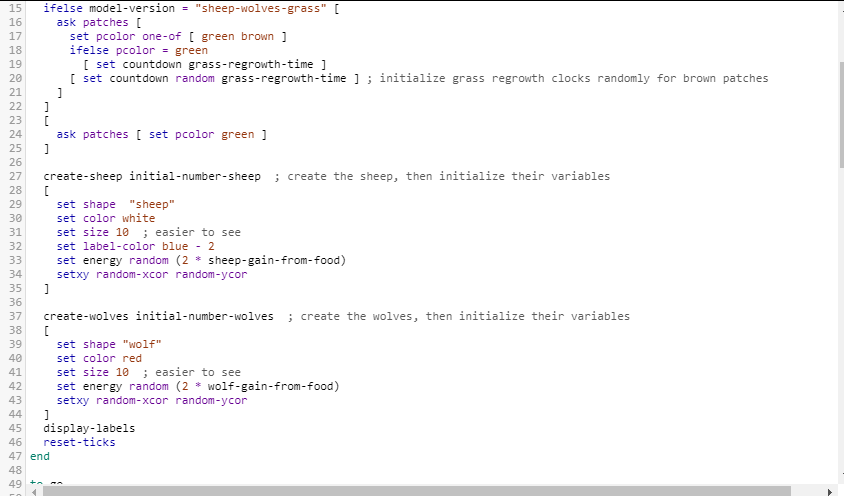 15 ifelse model-version = "sheep-wolves-grass" [
16 ask patches [
17 set pcolor one-of [ green brown ]
18 ifelse pcolor = green
19 [ set countdown grass-regrowth-time ]
20 [ set countdown random grass-regrowth-time ] ; initialize grass regrowth clocks randomly for brown patches
21 ]
22 ]
23 [
24 ask patches [ set pcolor green ]
25 ]
26
27 create-sheep initial-number-sheep ; create the sheep, then initialize their variables
28 [
29 set shape "sheep"
30 set color white
31 set size 10 ; easier to see
32 set label-color blue - 2
33 set energy random (2 * sheep-gain-from-food)
34 setxy random-xcor random-ycor
35 ]
36
37 create-wolves initial-number-wolves ; create the wolves, then initialize their variables
38 [
39 set shape "wolf"
40 set color red
41 set size 10 ; easier to see
42 set energy random (2 * wolf-gain-from-food)
43 setxy random-xcor random-ycor
44 ]
45 display-labels
46 reset-ticks
47 end
48
49